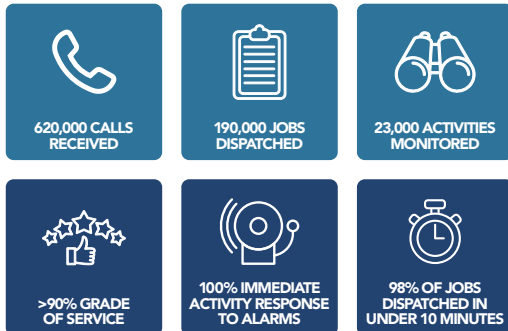 620,000 CALLS
RECEIVED
190,000 JOBS
DISPATCHED
23,000 ACTIVITIES
MONITORED
>90% GRADE
OF SERVICE
100% IMMEDIATE
ACTIVITY RESPONSE
TO ALARMS
98% OF JOBS
DISPATCHED IN
UNDER 10 MINUTES